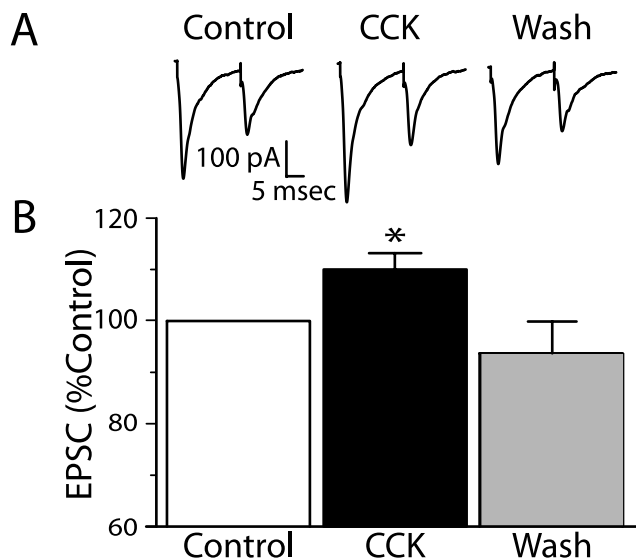 A
Control CCK Wash
100 pA
5 msec
B
EPSC (%Control)
120
*
100
80
60
Control CCK Wash